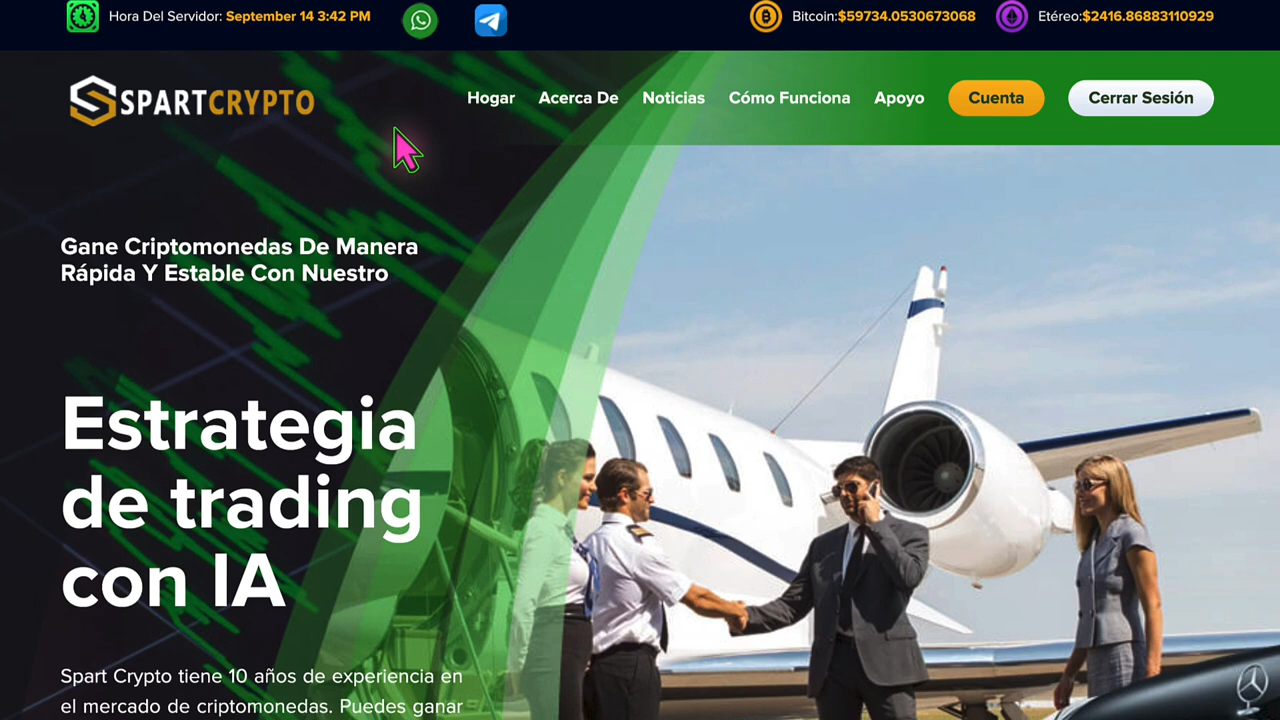 Hora Del Servidor: September 14 3:42 PM
Bitcoin:$59734.0530673068
Etéreo:$2416.86883110929
SPARTCRYPTO
Hogar
Acerca De
Noticias
Cómo Funciona
Apoyo
Cuenta
Cerrar Sesión
Gane Criptomonedas De Manera
Rápida Y Estable Con Nuestro
Estrategia
de trading
con IA
Spart Crypto tiene 10 años de experiencia en
el mercado de criptomonedas. Puedes ganar